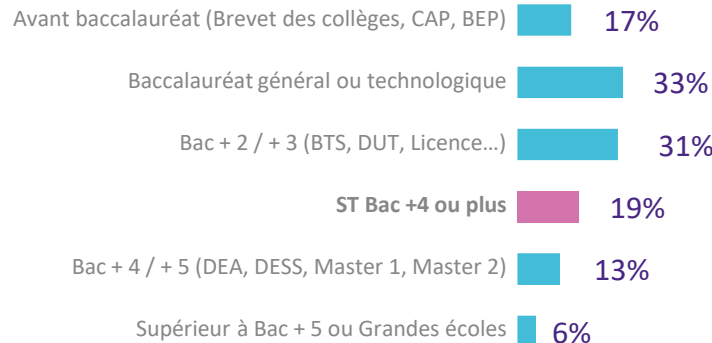 Avant baccalauréat (Brevet des collèges, CAP, BEP) 17%
Baccalauréat général ou technologique 33%
Bac + 2 / + 3 (BTS, DUT, Licence…) 31%
ST Bac +4 ou plus 19%
Bac + 4 / + 5 (DEA, DESS, Master 1, Master 2) 13%
Supérieur à Bac + 5 ou Grandes écoles 6%